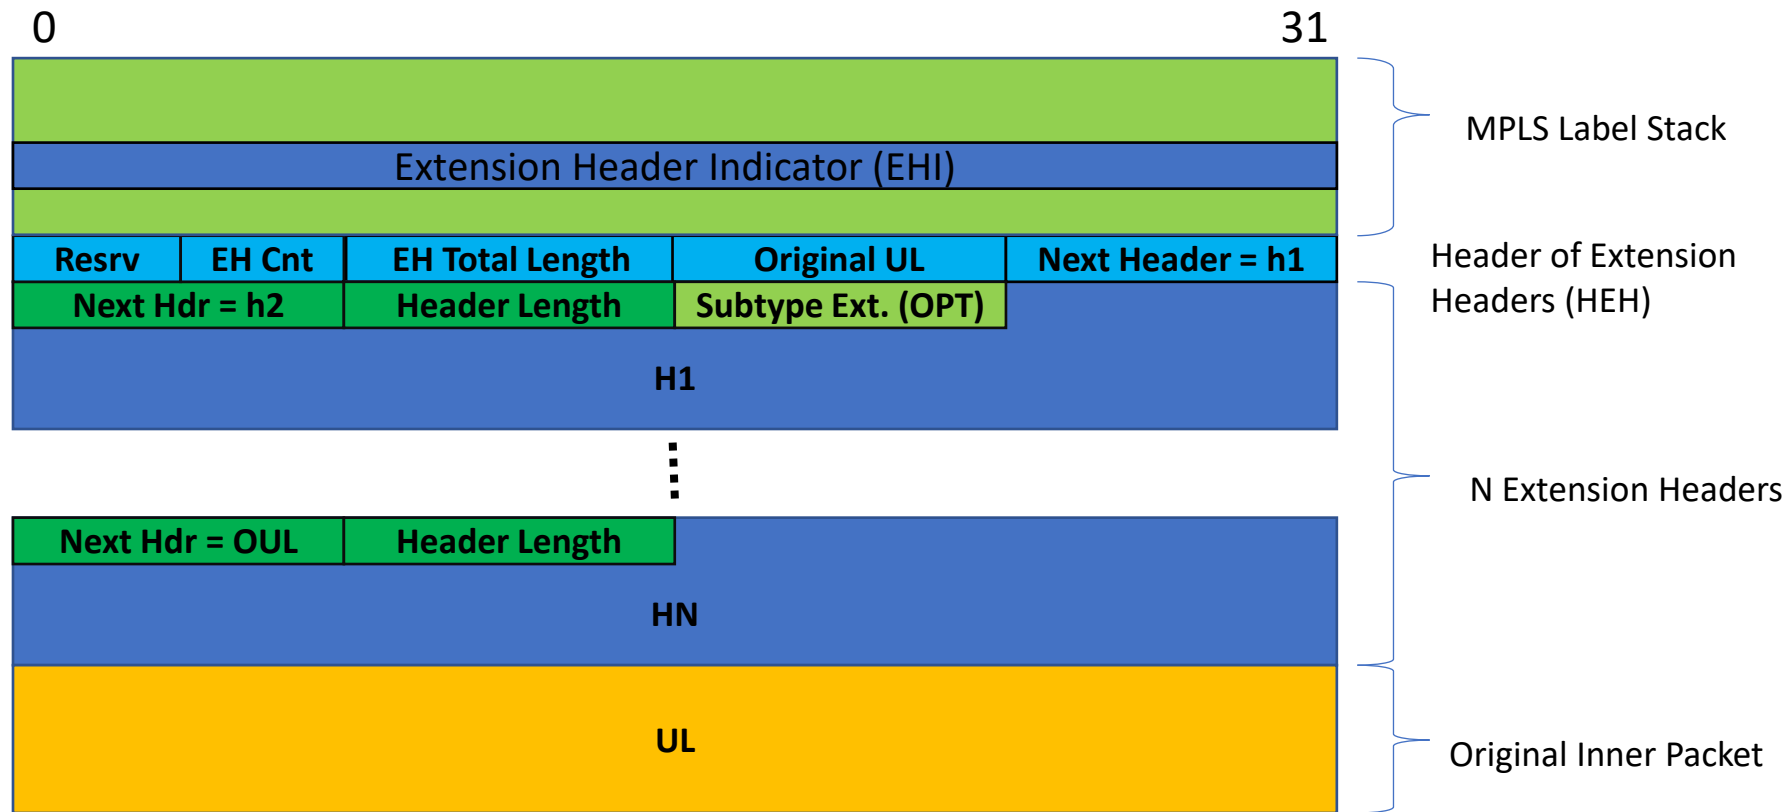 0 31
MPLS Label Stack
Extension Header Indicator (EHI)
Resrv EH Cnt EH Total Length Original UL Next Header = h1
Header of Extension
Headers (HEH)
Next Hdr = h2 Header Length Subtype Ext. (OPT)
H1
N Extension Headers
Next Hdr = OUL Header Length
HN
UL
Original Inner Packet